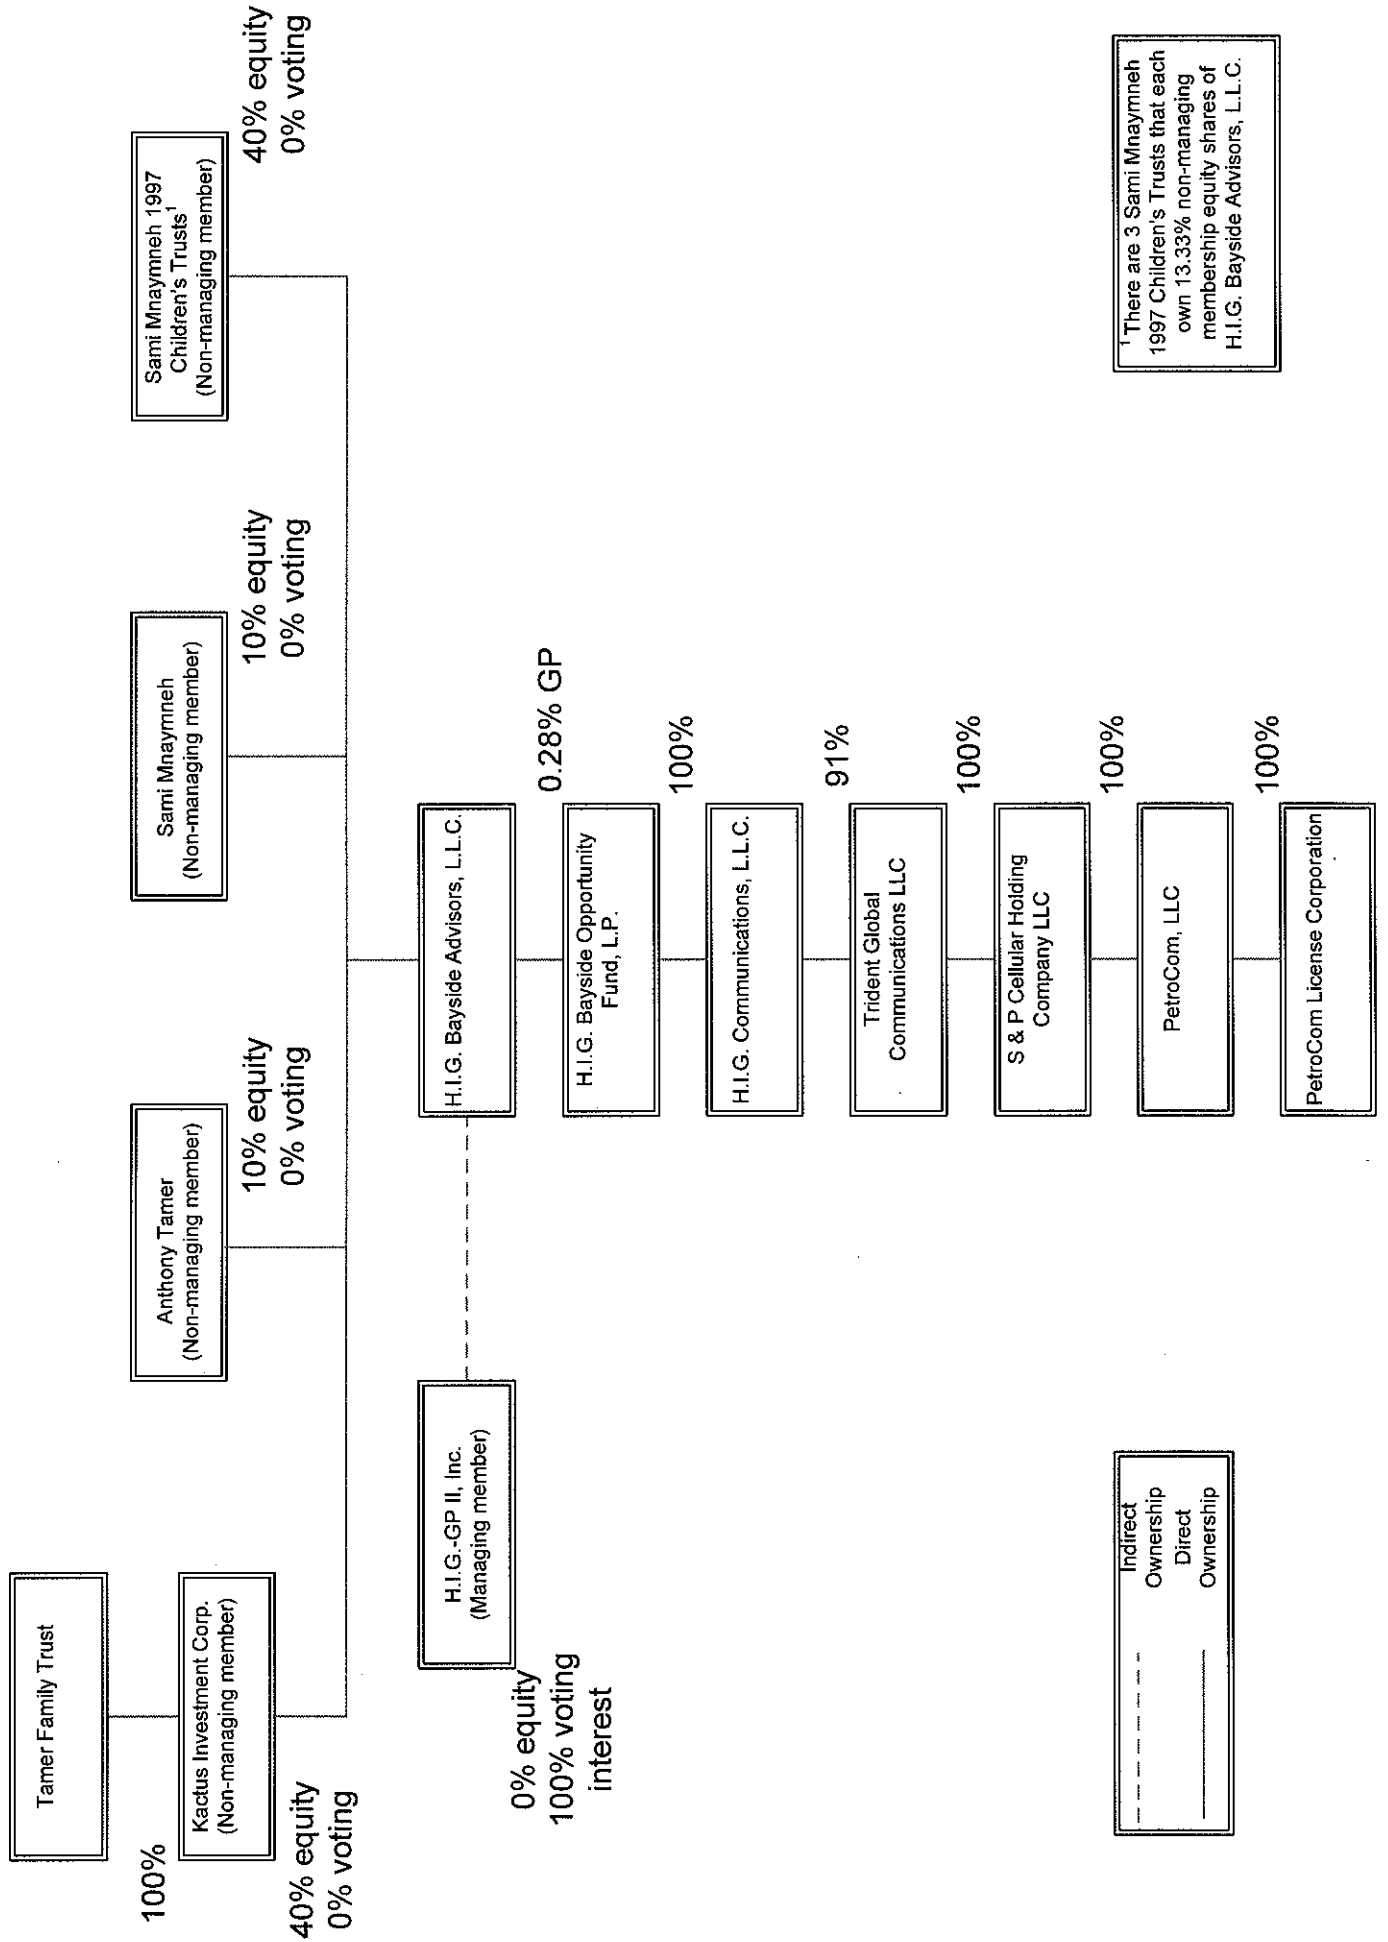 Tamer Family Trust
100%
Kactus Investment Corp.
(Non-managing member)
40% equity
0% voting
Anthony Tamer
(Non-managing member)
10% equity
0% voting
Sami Mnaymneh
(Non-managing member)
10% equity
0% voting
Sami Mnaymneh 1997
Children's Trusts¹
(Non-managing member)
40% equity
0% voting
H.I.G.-GP II, Inc.
(Managing member)
0% equity
100% voting
interest
H.I.G. Bayside Advisors, L.L.C.
0.28% GP
H.I.G. Bayside Opportunity
Fund, L.P.
100%
H.I.G. Communications, L.L.C.
91%
Trident Global
Communications LLC
100%
S & P Cellular Holding
Company LLC
100%
PetroCom, LLC
100%
PetroCom License Corporation
Indirect
Ownership
Direct
Ownership
¹ There are 3 Sami Mnaymneh
1997 Children's Trusts that each
own 13.33% non-managing
membership equity shares of
H.I.G. Bayside Advisors, L.L.C.